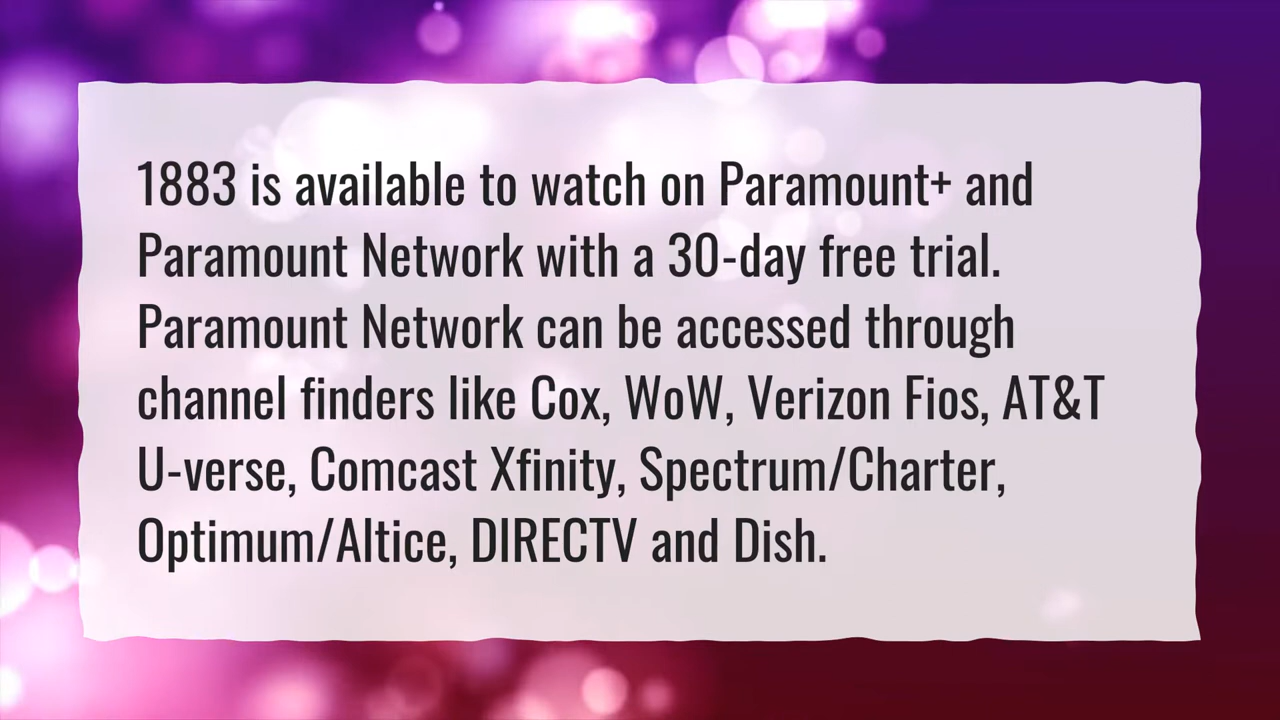 1883 is available to watch on Paramount+ and
Paramount Network with a 30-day free trial.
Paramount Network can be accessed through
channel finders like Cox, WoW, Verizon Fios, AT&T
U-verse, Comcast Xfinity, Spectrum/Charter,
Optimum/Altice, DIRECTV and Dish.